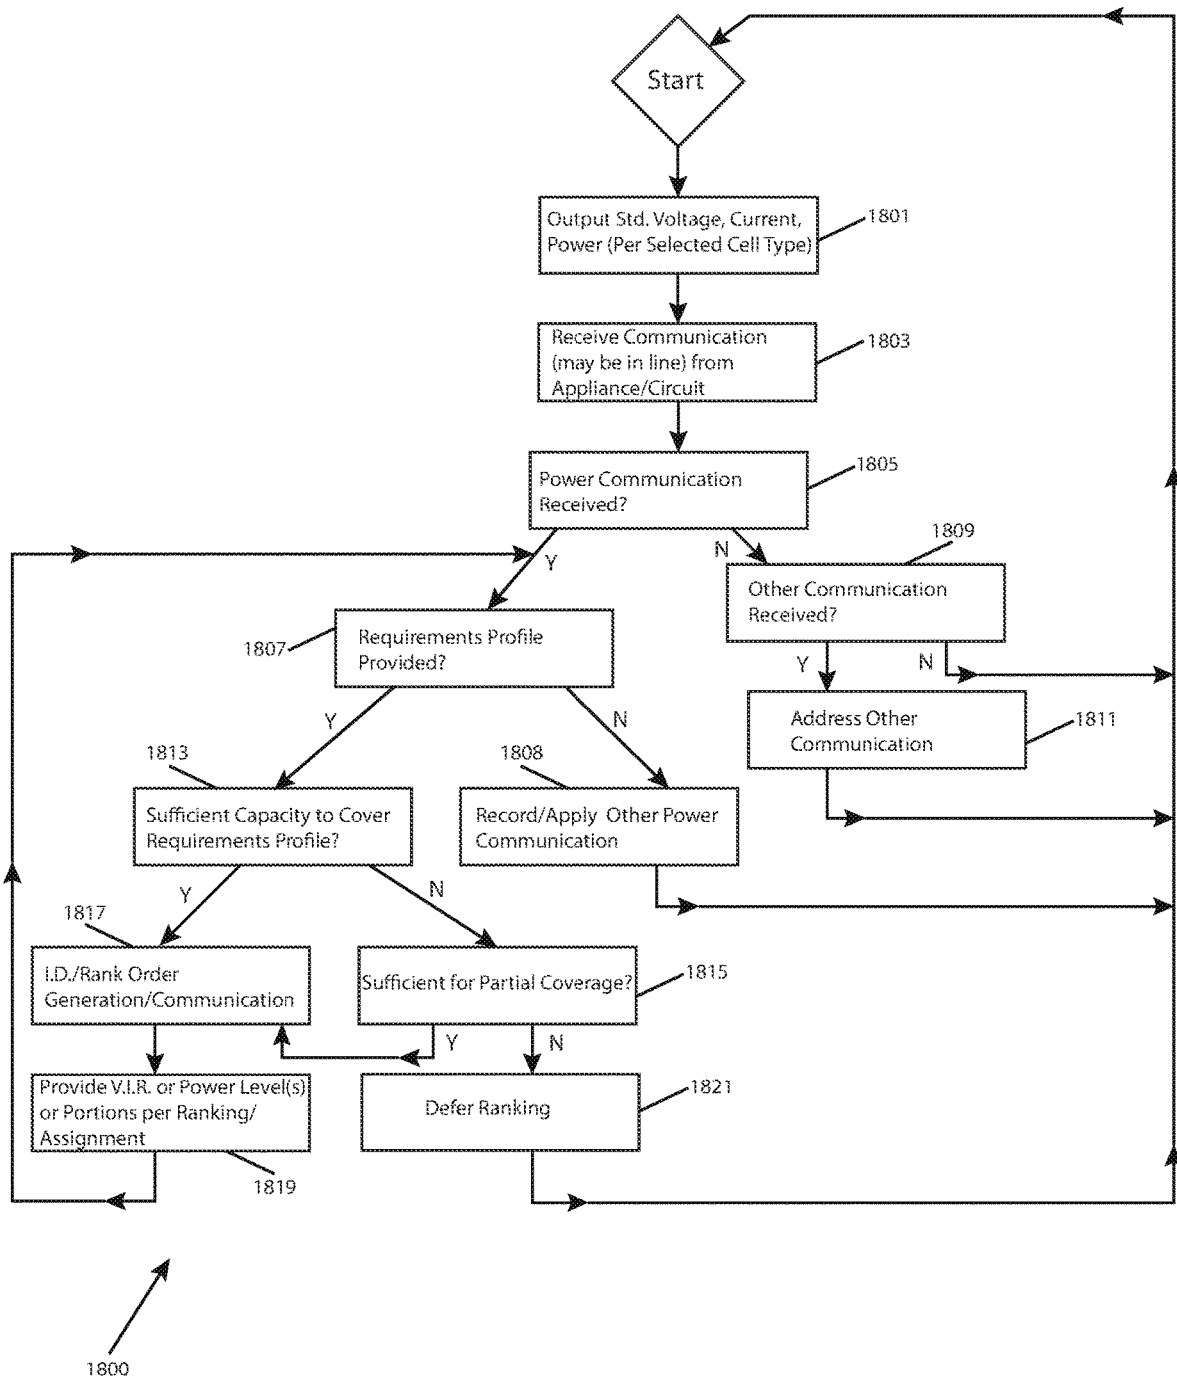 Start
Output Std. Voltage, Current,
Power (Per Selected Cell Type)
1801
Receive Communication
(may be in line) from
Appliance/Circuit
1803
Power Communication
Received?
1805
Y
N
1809
Other Communication
Received?
1807
Requirements Profile
Provided?
Y
N
Y
N
Address Other
Communication
1811
1813
Sufficient Capacity to Cover
Requirements Profile?
1808
Record/Apply Other Power
Communication
Y
N
1817
I.D./Rank Order
Generation/Communication
Sufficient for Partial Coverage?
1815
Y
N
Provide V.I.R. or Power Level(s)
or Portions per Ranking/
Assignment
1819
Defer Ranking
1821
1800